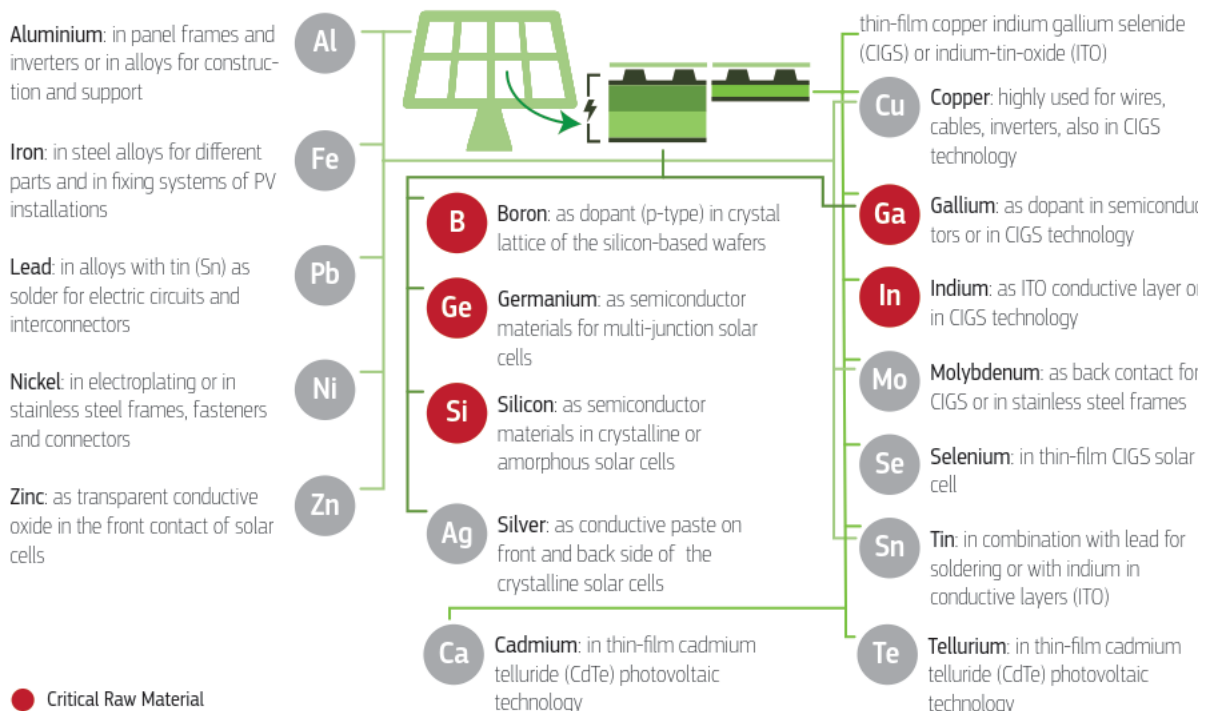 Aluminium: in panel frames and
inverters or in alloys for construc-
tion and support
Al
Iron: in steel alloys for different
parts and in fixing systems of PV
installations
Fe
Lead: in alloys with tin (Sn) as
solder for electric circuits and
interconnectors
Pb
Nickel: in electroplating or in
stainless steel frames, fasteners
and connectors
Ni
Zinc: as transparent conductive
oxide in the front contact of solar
cells
Zn
B
Boron: as dopant (p-type) in crystal
lattice of the silicon-based wafers
Ge
Germanium: as semiconductor
materials for multi-junction solar
cells
Si
Silicon: as semiconductor
materials in crystalline or
amorphous solar cells
Ag
Silver: as conductive paste on
front and back side of the
crystalline solar cells
Ca
Cadmium: in thin-film cadmium
telluride (CdTe) photovoltaic
technology
thin-film copper indium gallium selenide
(CIGS) or indium-tin-oxide (ITO)
Cu
Copper: highly used for wires,
cables, inverters, also in CIGS
technology
Ga
Gallium: as dopant in semiconduc
tors or in CIGS technology
In
Indium: as ITO conductive layer or
in CIGS technology
Mo
Molybdenum: as back contact for
CIGS or in stainless steel frames
Se
Selenium: in thin-film CIGS solar
cell
Sn
Tin: in combination with lead for
soldering or with indium in
conductive layers (ITO)
Te
Tellurium: in thin-film cadmium
telluride (CdTe) photovoltaic
technology
Critical Raw Material